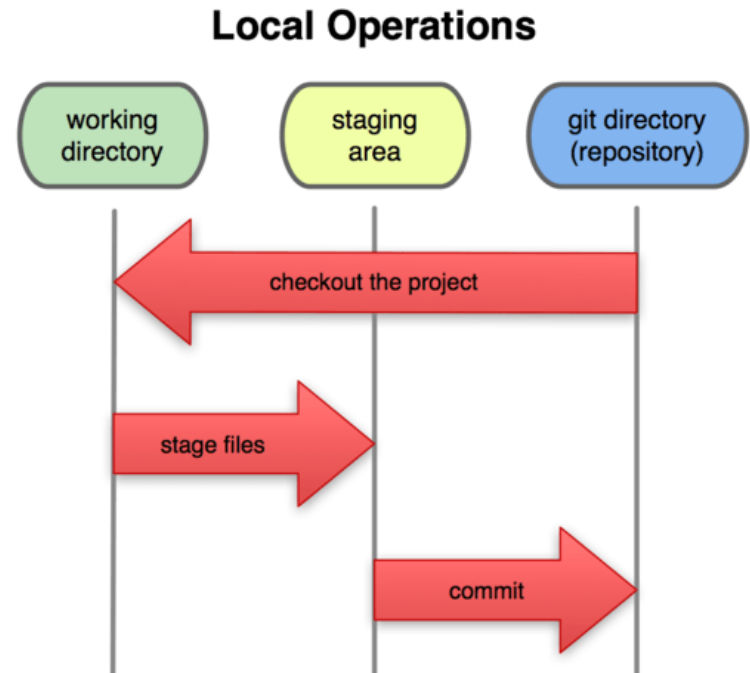 Local Operations
working
directory
staging
area
git directory
(repository)
checkout the project
stage files
commit